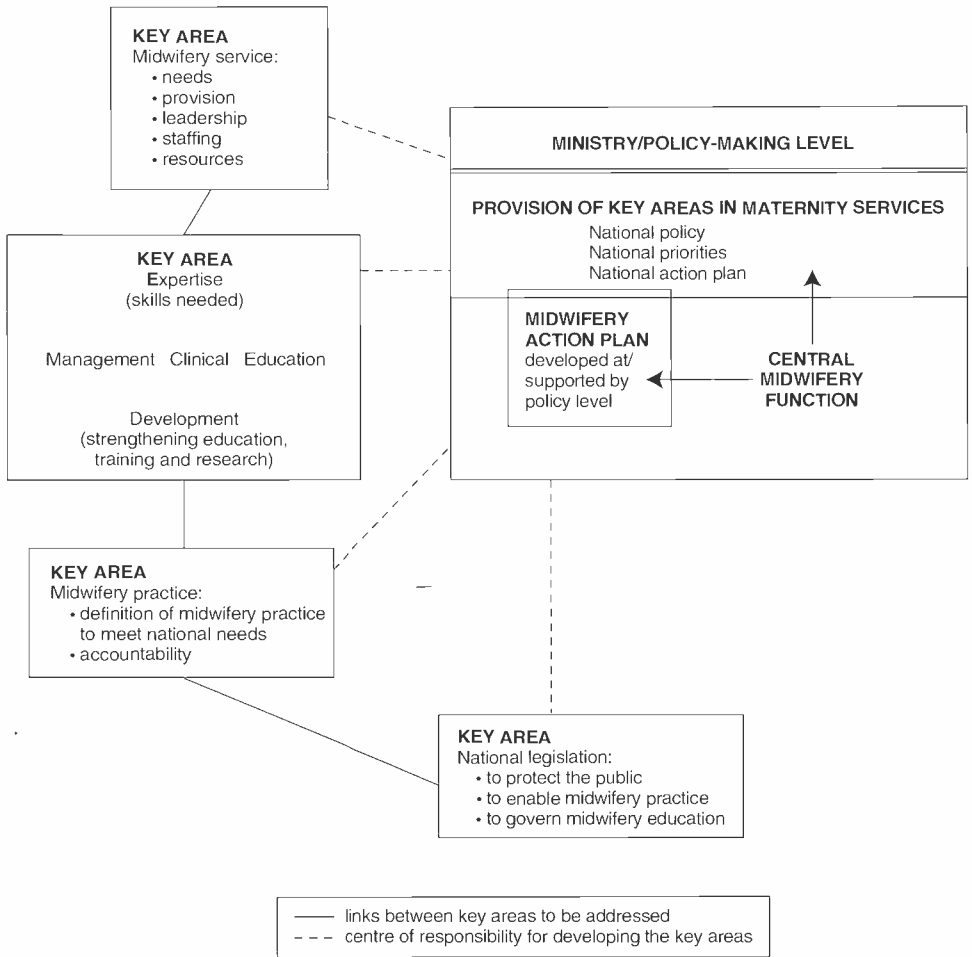 KEY AREA
Midwifery service:
• needs
• provision
• leadership
• staffing
• resources
MINISTRY/POLICY-MAKING LEVEL
PROVISION OF KEY AREAS IN MATERNITY SERVICES
National policy
National priorities
National action plan
KEY AREA
Expertise
(skills needed)
Management Clinical Education
Development
(strengthening education,
training and research)
MIDWIFERY
ACTION PLAN
developed at/
supported by
policy level
CENTRAL
MIDWIFERY
FUNCTION
KEY AREA
Midwifery practice:
• definition of midwifery practice
to meet national needs
• accountability
KEY AREA
National legislation:
• to protect the public
• to enable midwifery practice
• to govern midwifery education
links between key areas to be addressed
centre of responsibility for developing the key areas